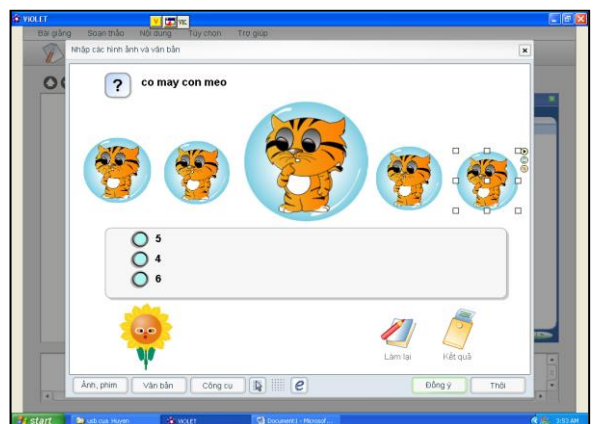 ViOLET
Bài giảng Soạn thảo Nội dung Tùy chọn Trợ giúp
Nhập các hình ảnh và văn bản
? co may con meo
5
4
6
Làm lại Kết quả
Ảnh, phim Văn bản Công cụ e Đồng ý Thôi
start usb cua Huyen ViOLET Document1 - Microsof... 3:53 AM